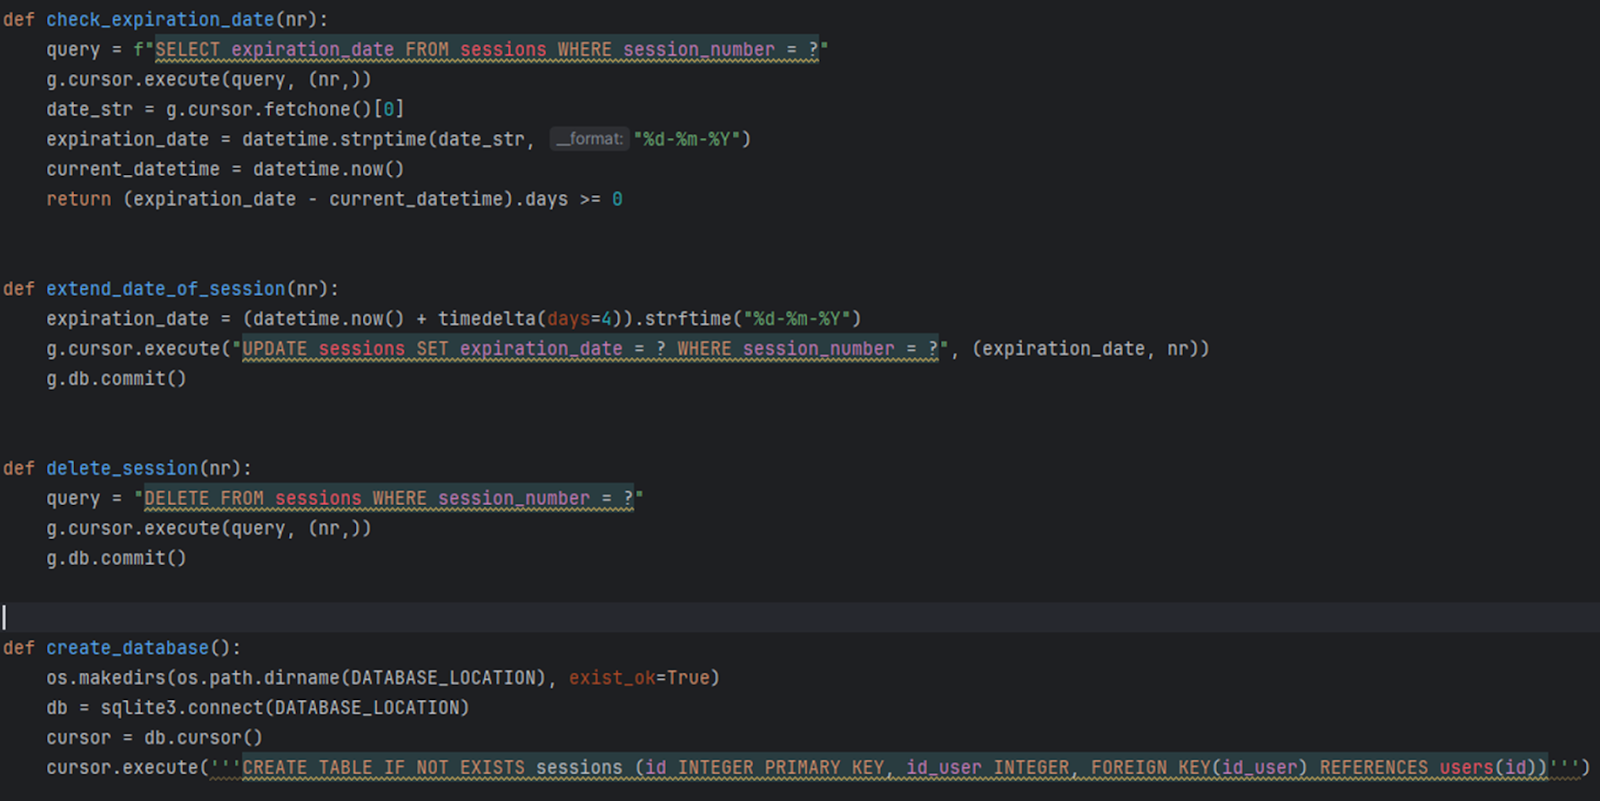 def check_expiration_date(nr):
    query = f"SELECT expiration_date FROM sessions WHERE session_number = ?"
    g.cursor.execute(query, (nr,))
    date_str = g.cursor.fetchone()[0]
    expiration_date = datetime.strptime(date_str, __format: "%d-%m-%Y")
    current_datetime = datetime.now()
    return (expiration_date - current_datetime).days >= 0
def extend_date_of_session(nr):
    expiration_date = (datetime.now() + timedelta(days=4)).strftime("%d-%m-%Y")
    g.cursor.execute("UPDATE sessions SET expiration_date = ? WHERE session_number = ?", (expiration_date, nr))
    g.db.commit()
def delete_session(nr):
    query = "DELETE FROM sessions WHERE session_number = ?"
    g.cursor.execute(query, (nr,))
    g.db.commit()
def create_database():
    os.makedirs(os.path.dirname(DATABASE_LOCATION), exist_ok=True)
    db = sqlite3.connect(DATABASE_LOCATION)
    cursor = db.cursor()
    cursor.execute('''CREATE TABLE IF NOT EXISTS sessions (id INTEGER PRIMARY KEY, id_user INTEGER, FOREIGN KEY(id_user) REFERENCES users(id))''')